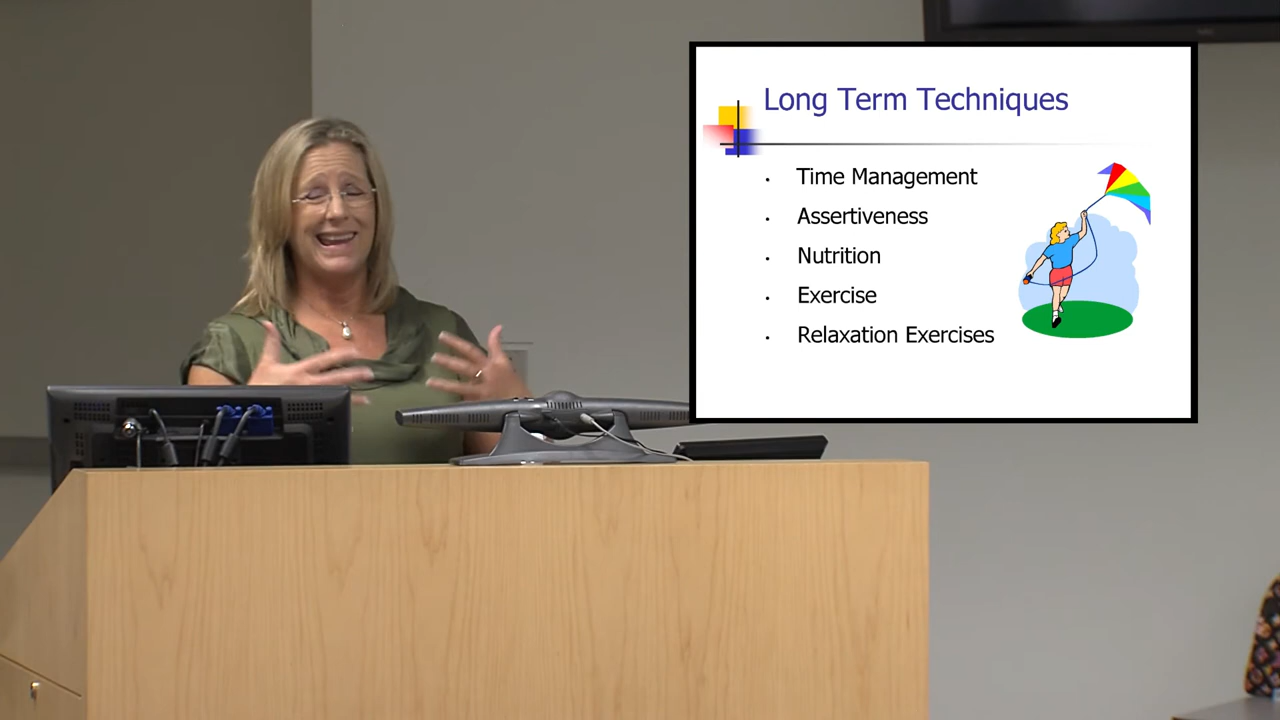 Long Term Techniques
• Time Management
• Assertiveness
• Nutrition
• Exercise
• Relaxation Exercises